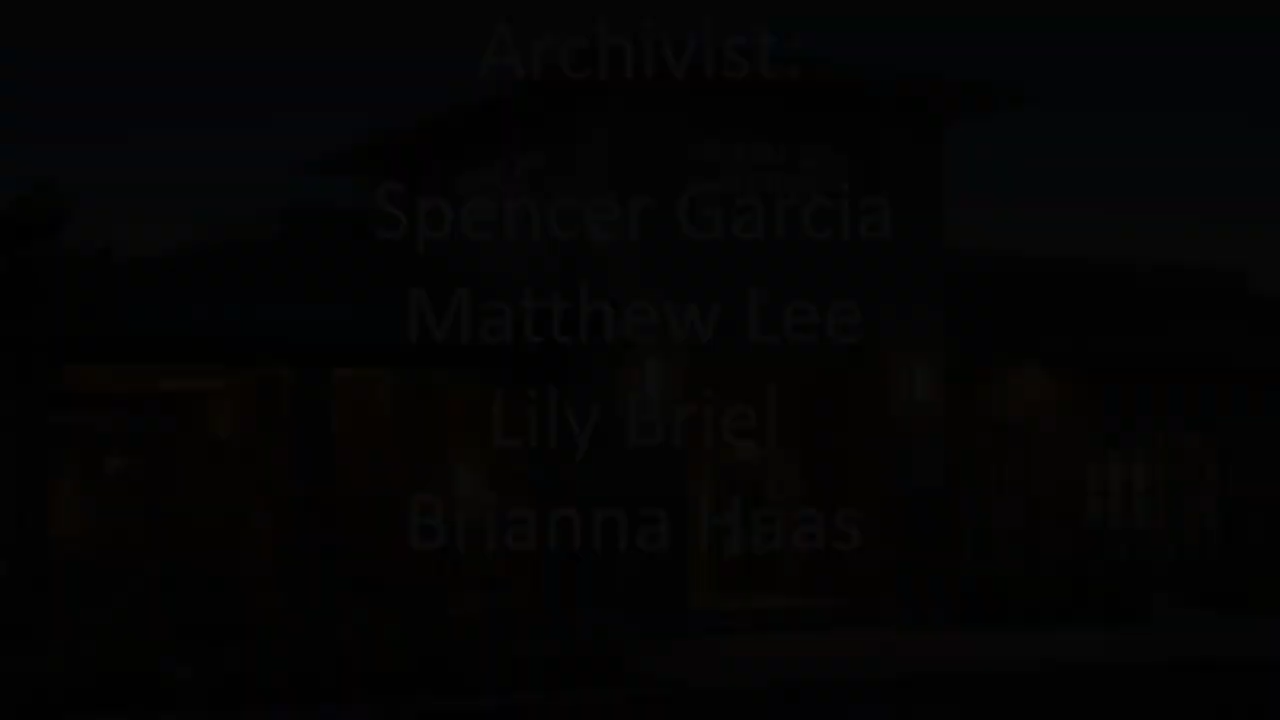 Archivist:
Spencer Garcia
Matthew Lee
Lily Briel
Brianna Haas